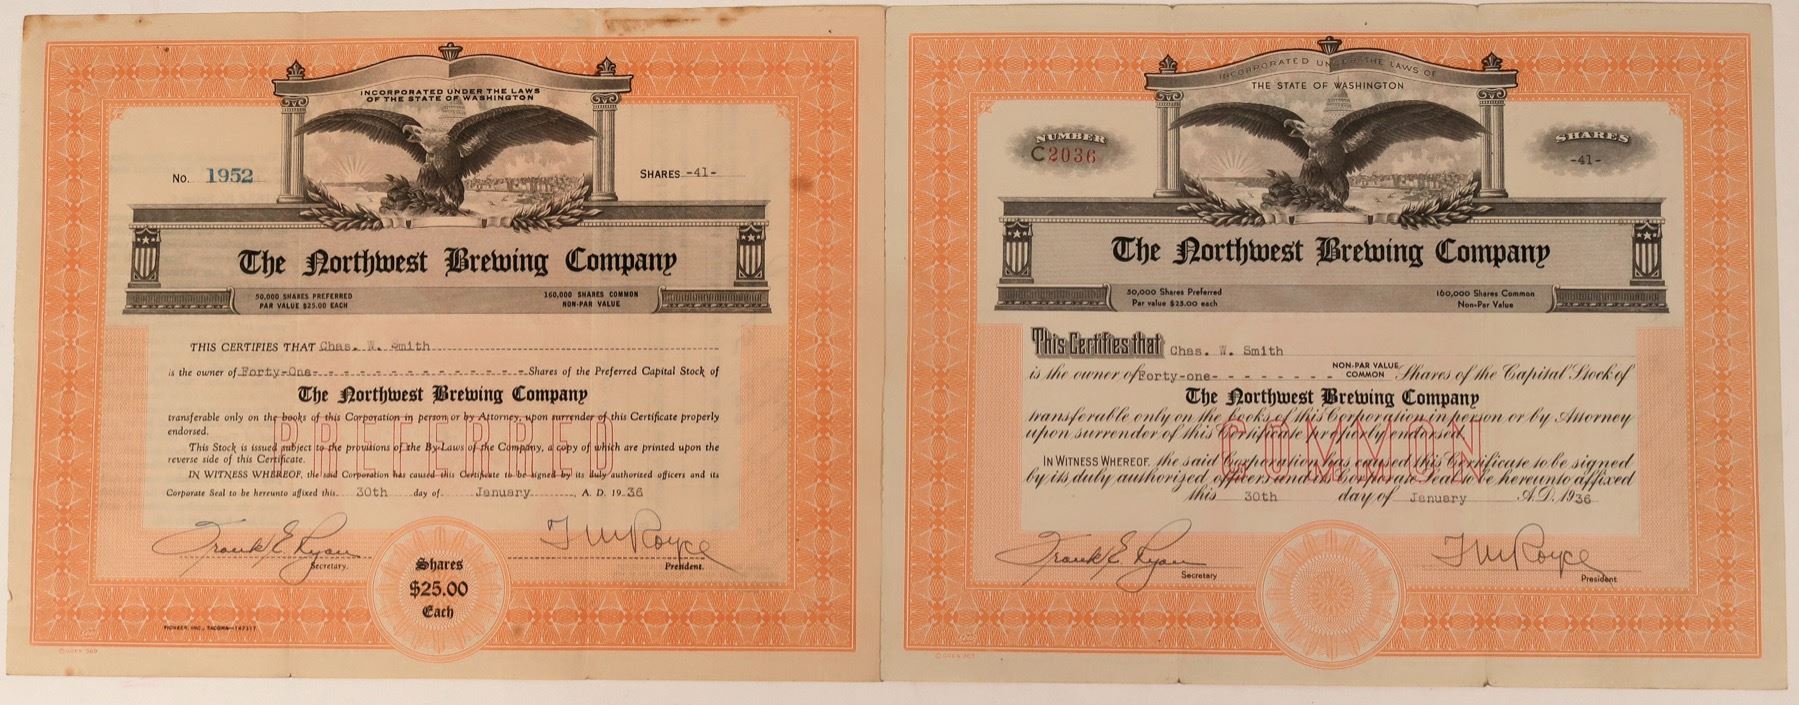 INCORPORATED UNDER THE LAWS
OF THE STATE OF WASHINGTON
No. 1952
SHARES -41-
The Northwest Brewing Company
50,000 SHARES PREFERRED
PAR VALUE $25.00 EACH
160,000 SHARES COMMON
NON-PAR VALUE
THIS CERTIFIES THAT Chas. W. Smith
is the owner of Forty-One- - - - - - - - - - - - - - - - - -Shares of the Preferred Capital Stock of
The Northwest Brewing Company
transferable only on the books of this Corporation in person or by Attorney, upon surrender of this Certificate properly
endorsed.
This Stock is issued subject to the provisions of the By-Laws of the Company, a copy of which are printed upon the
reverse side of this Certificate.
PREFERRED
IN WITNESS WHEREOF, the said Corporation has caused this Certificate to be signed by its duly authorized officers and its
Corporate Seal to be hereunto affixed this 30th day of January, A. D. 1936
Frank E. Ryan
Secretary.
F M Royce
President.
Shares
$25.00
Each
PIONEER, INC., TACOMA—147317
© GOES 369
INCORPORATED UNDER THE LAWS OF
THE STATE OF WASHINGTON
NUMBER
C2036
SHARES
-41-
The Northwest Brewing Company
50,000 Shares Preferred
Par value $25.00 each
160,000 Shares Common
Non-Par Value
This Certifies that Chas. W. Smith
is the owner of Forty-one- - - - - - - - - NON-PAR VALUE COMMON Shares of the Capital Stock of
The Northwest Brewing Company
transferable only on the books of this Corporation in person or by Attorney
upon surrender of this Certificate properly endorsed.
COMMON
IN WITNESS WHEREOF, the said Corporation has caused this Certificate to be signed
by its duly authorized officers and its Corporate Seal to be hereunto affixed
this 30th day of January A.D. 1936
Frank E. Ryan
Secretary
F M Royce
President
© GOES